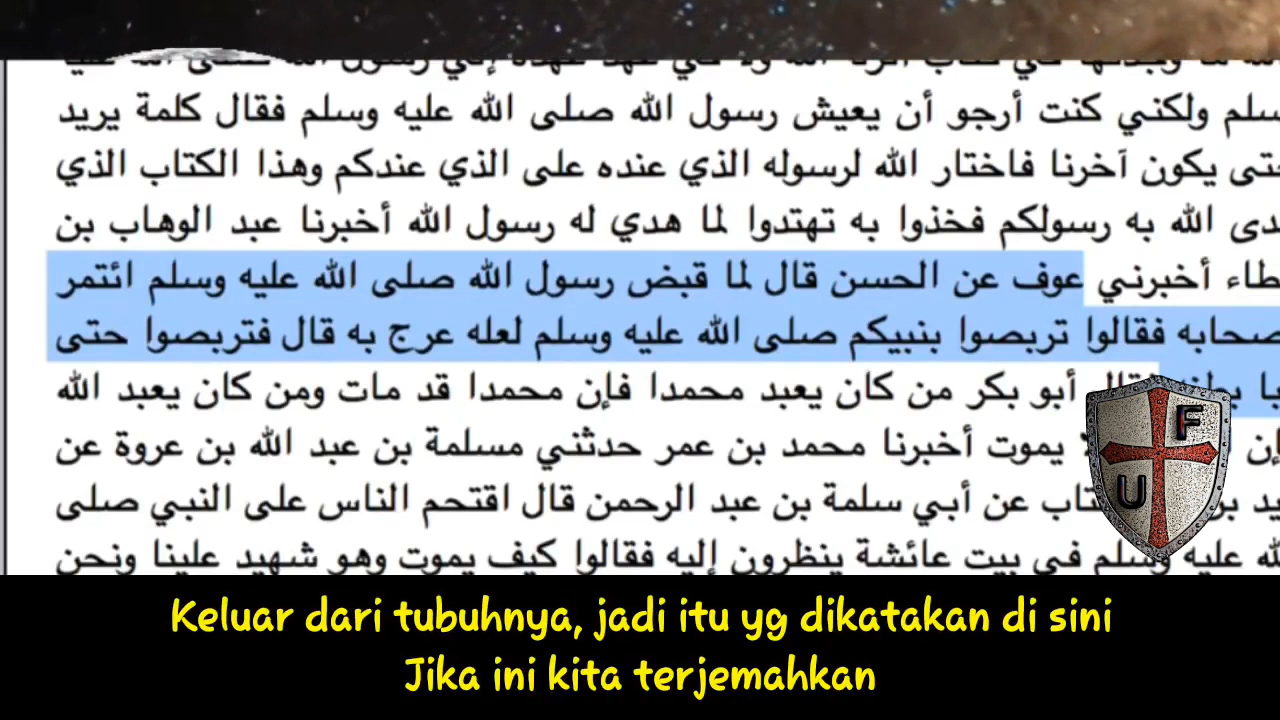 سلم ولكني كنت أرجو أن يعيش رسول الله صلى الله عليه وسلم فقال كلمة يريد
حتى يكون آخرنا فاختار الله لرسوله الذي عنده على الذي عندكم وهذا الكتاب الذي
الله به رسولكم فخذوا به تهتدوا لما هدي له رسول الله أخبرنا عبد الوهاب بن
أخبرني عوف عن الحسن قال لما قبض رسول الله صلى الله عليه وسلم ائتمر
فقالوا تربصوا بنبيكم صلى الله عليه وسلم لعله عرج به قال فتربصوا حتى
أبو بكر من كان يعبد محمدا فإن محمدا قد مات ومن كان يعبد الله
يموت أخبرنا محمد بن عمر حدثني مسلمة بن عبد الله بن عروة عن
عن أبي سلمة بن عبد الرحمن قال اقتحم الناس على النبي صلى
عليه وسلم في بيت عائشة ينظرون إليه فقالوا كيف يموت وهو شهيد علينا ونحن
F
U
Keluar dari tubuhnya, jadi itu yg dikatakan di sini
Jika ini kita terjemahkan